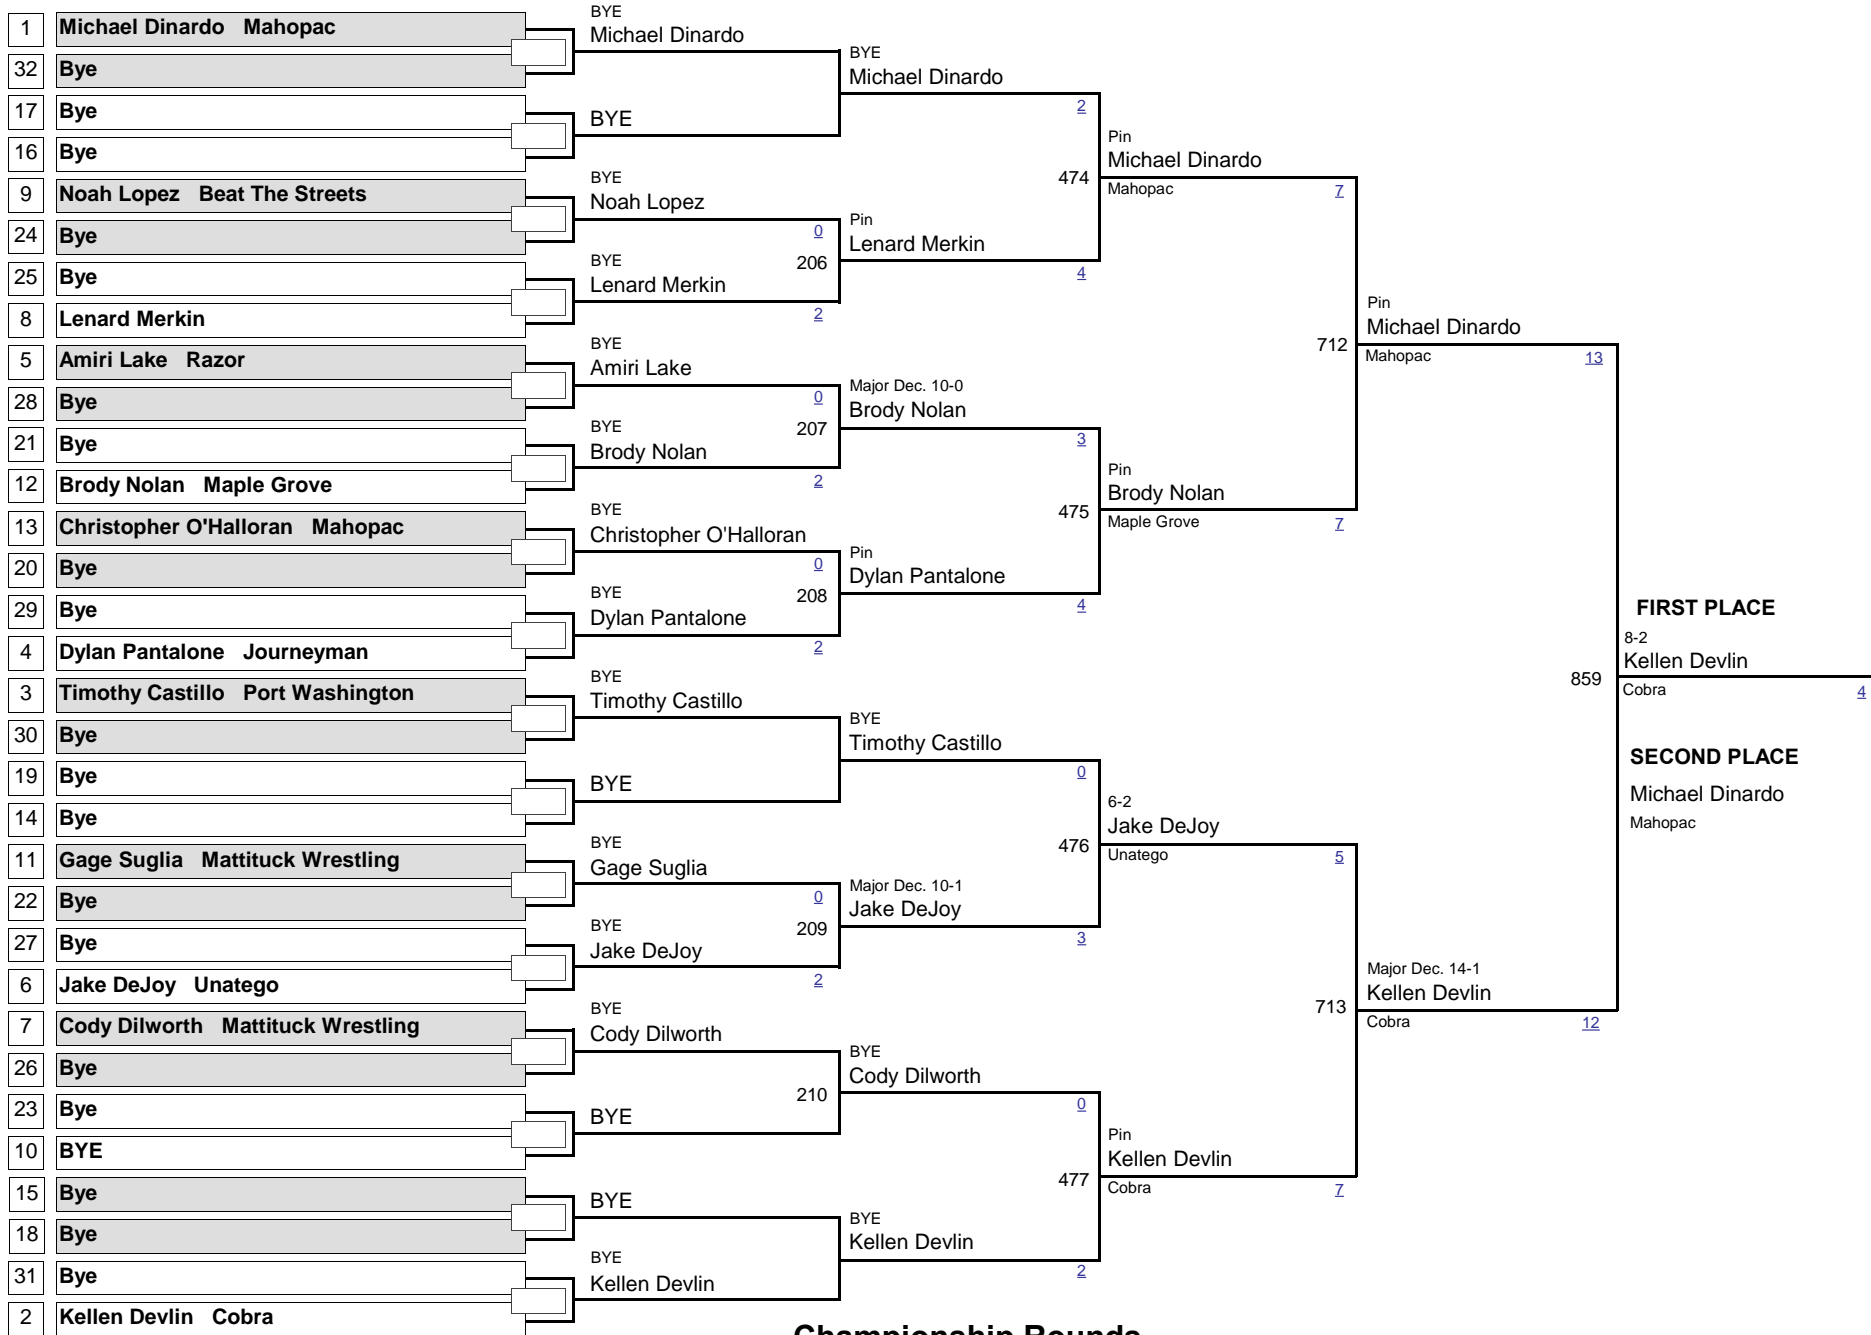 1 Michael Dinardo Mahopac
32 Bye
17 Bye
16 Bye
9 Noah Lopez Beat The Streets
24 Bye
25 Bye
8 Lenard Merkin
5 Amiri Lake Razor
28 Bye
21 Bye
12 Brody Nolan Maple Grove
13 Christopher O'Halloran Mahopac
20 Bye
29 Bye
4 Dylan Pantalone Journeyman
3 Timothy Castillo Port Washington
30 Bye
19 Bye
14 Bye
11 Gage Suglia Mattituck Wrestling
22 Bye
27 Bye
6 Jake DeJoy Unatego
7 Cody Dilworth Mattituck Wrestling
26 Bye
23 Bye
10 BYE
15 Bye
18 Bye
31 Bye
2 Kellen Devlin Cobra
BYE
Michael Dinardo
BYE
BYE
Noah Lopez
0
206
BYE
Lenard Merkin
2
BYE
Amiri Lake
0
207
BYE
Brody Nolan
2
BYE
Christopher O'Halloran
0
208
BYE
Dylan Pantalone
2
BYE
Timothy Castillo
BYE
BYE
Gage Suglia
0
209
BYE
Jake DeJoy
2
BYE
Cody Dilworth
210
BYE
BYE
BYE
Kellen Devlin
BYE
Michael Dinardo
2
474
Pin
Lenard Merkin
4
Major Dec. 10-0
Brody Nolan
3
475
Pin
Dylan Pantalone
4
BYE
Timothy Castillo
0
476
Major Dec. 10-1
Jake DeJoy
3
BYE
Cody Dilworth
0
477
BYE
Kellen Devlin
2
Pin
Michael Dinardo
Mahopac
7
712
Pin
Brody Nolan
Maple Grove
7
6-2
Jake DeJoy
Unatego
5
713
Pin
Kellen Devlin
Cobra
7
Pin
Michael Dinardo
Mahopac
13
859
Major Dec. 14-1
Kellen Devlin
Cobra
12
FIRST PLACE
8-2
Kellen Devlin
Cobra
4
SECOND PLACE
Michael Dinardo
Mahopac
Championship Rounds